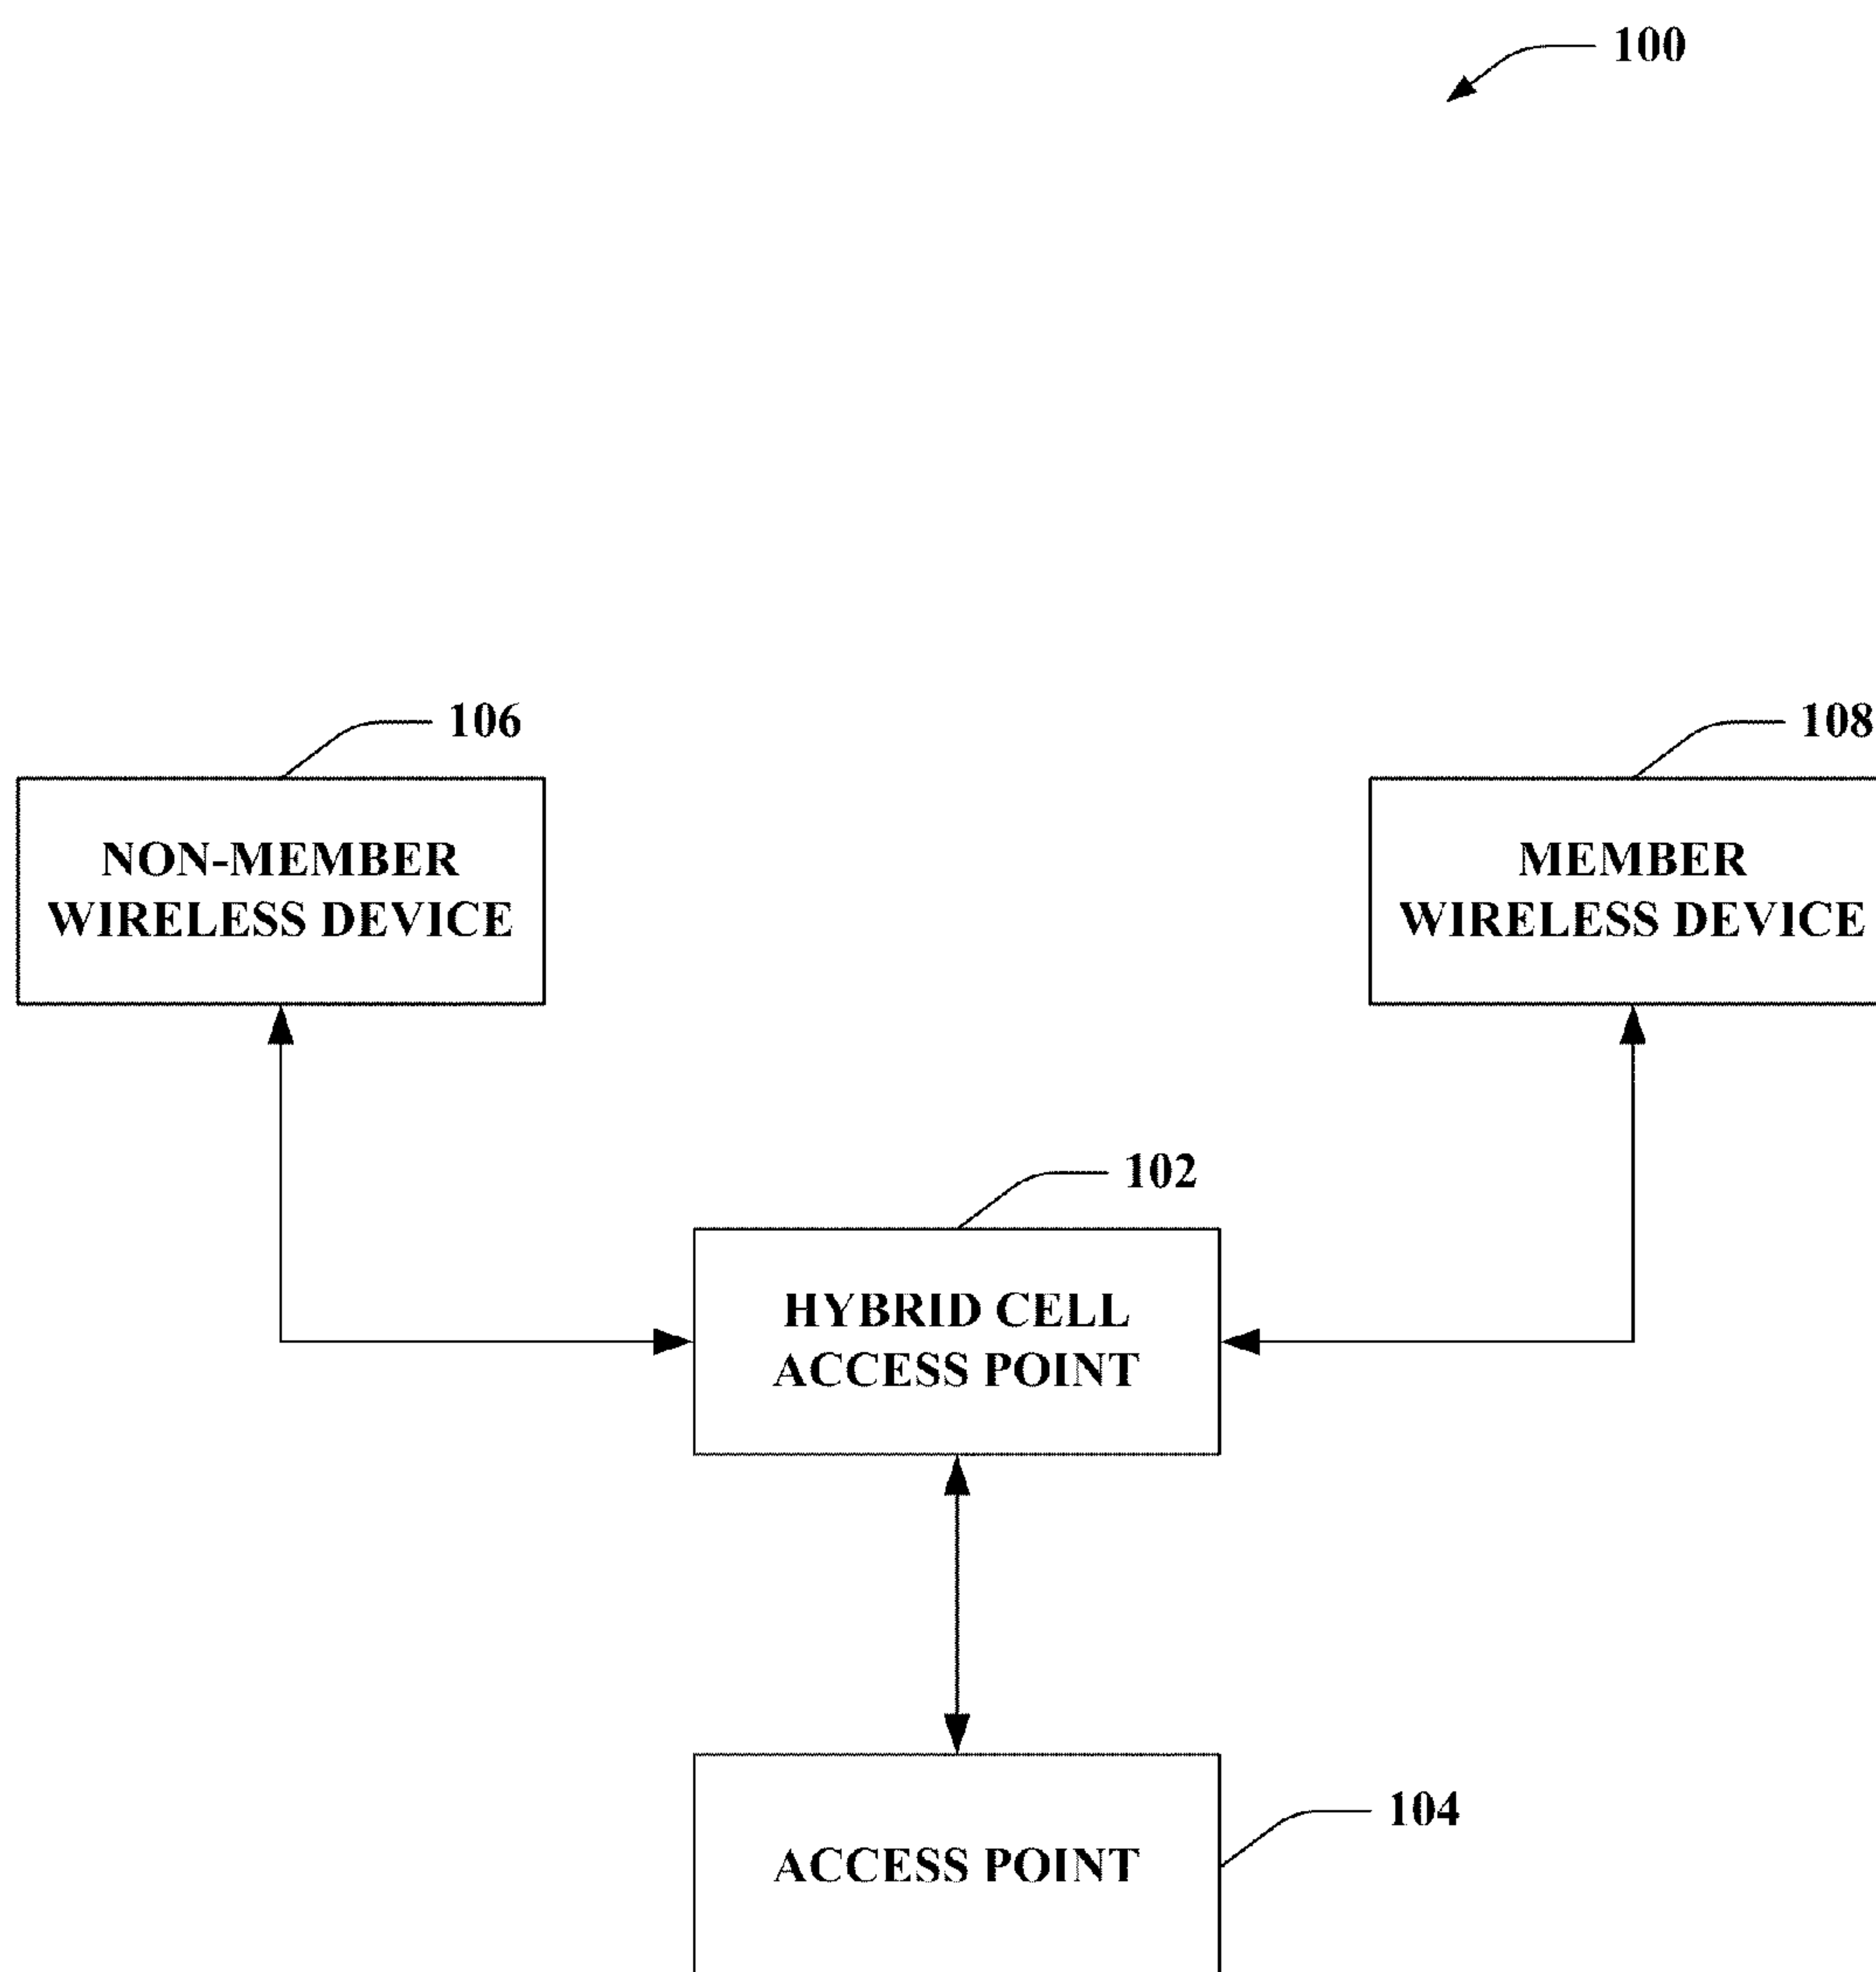 100
106
108
NON-MEMBER
WIRELESS DEVICE
MEMBER
WIRELESS DEVICE
102
HYBRID CELL
ACCESS POINT
104
ACCESS POINT